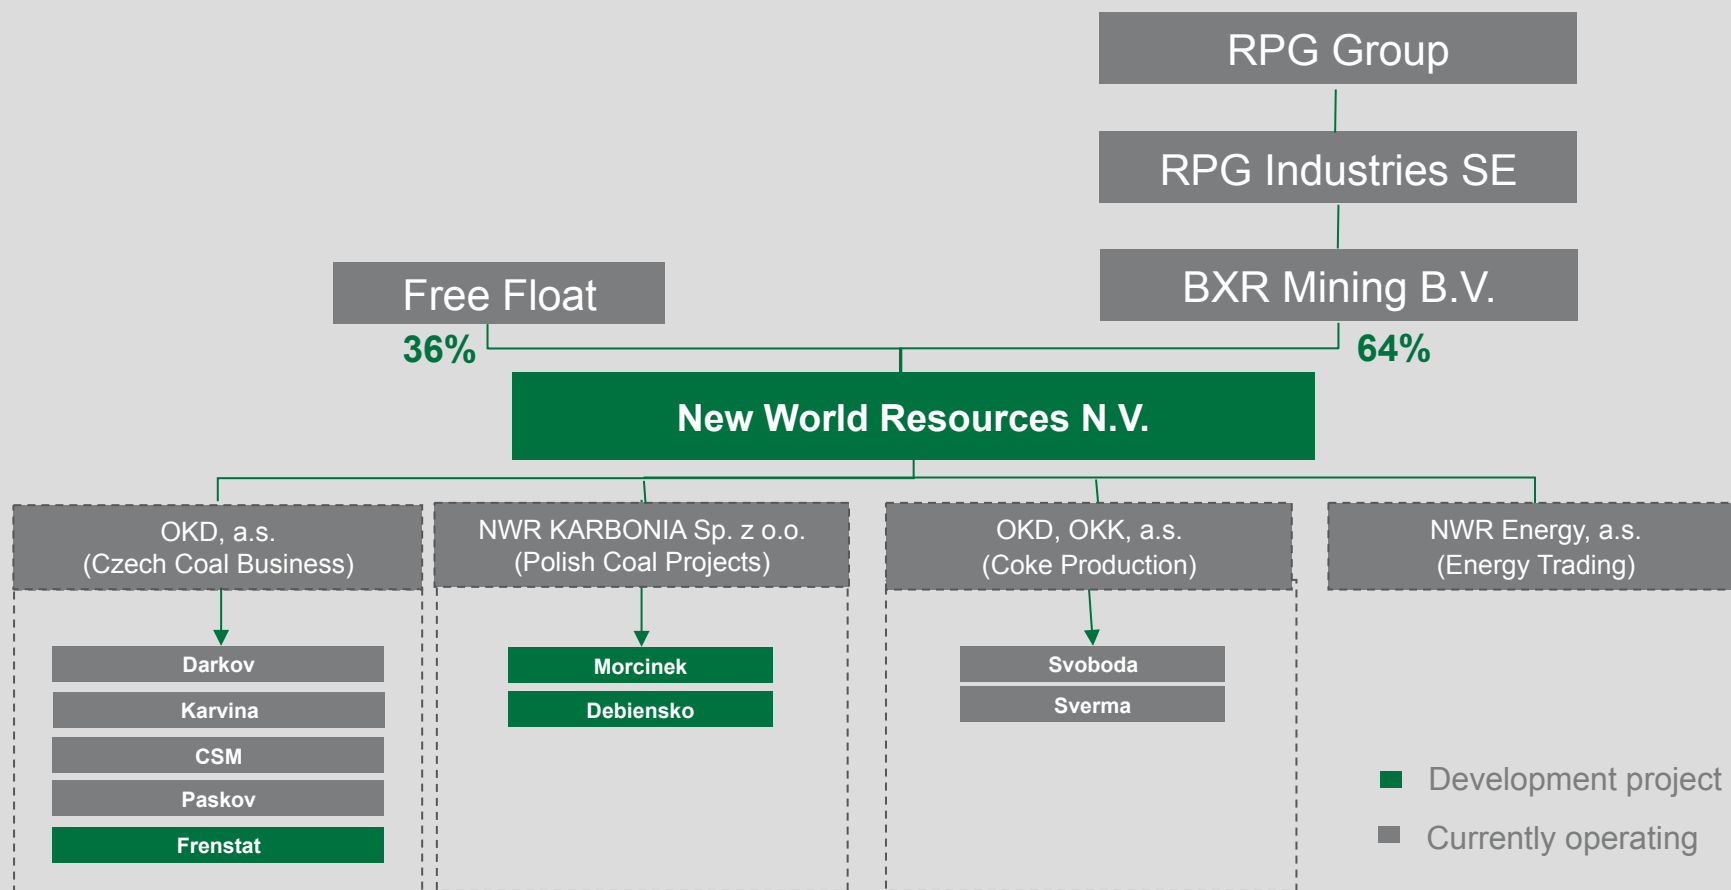 RPG Group
RPG Industries SE
BXR Mining B.V.
Free Float
36%
64%
New World Resources N.V.
OKD, a.s.
(Czech Coal Business)
NWR KARBONIA Sp. z o.o.
(Polish Coal Projects)
OKD, OKK, a.s.
(Coke Production)
NWR Energy, a.s.
(Energy Trading)
Darkov
Karvina
CSM
Paskov
Frenstat
Morcinek
Debiensko
Svoboda
Sverma
Development project
Currently operating